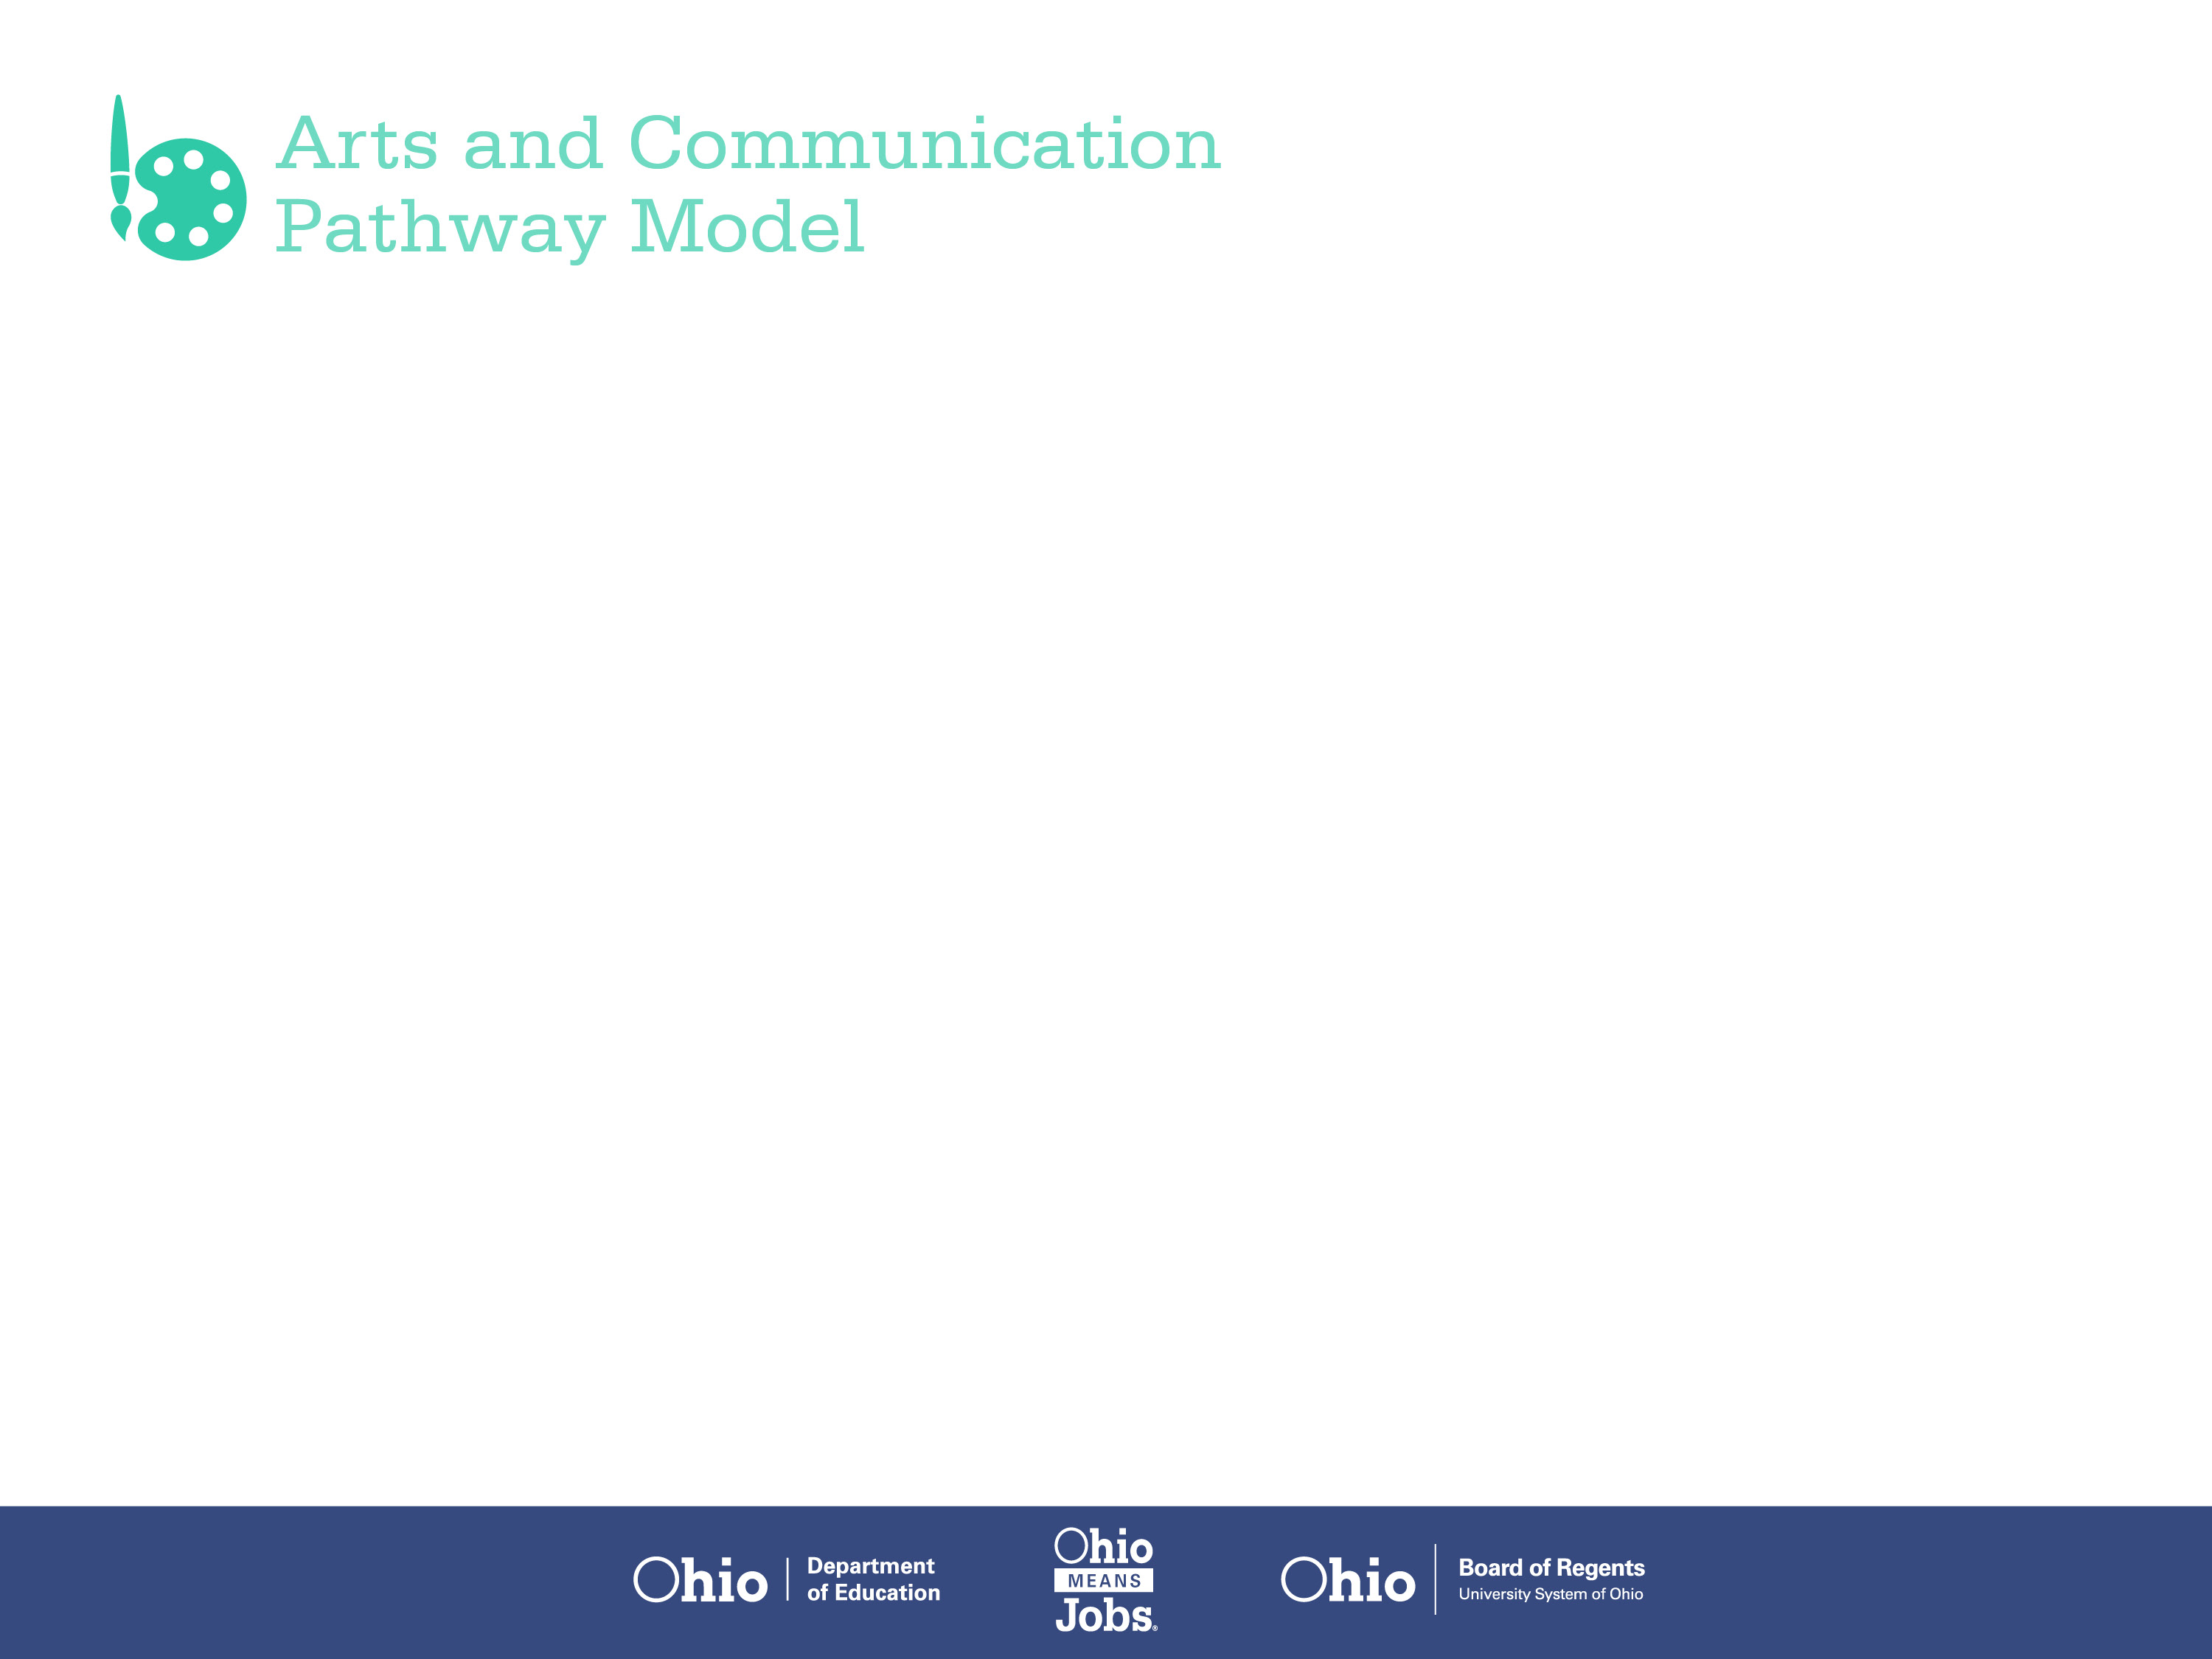 Arts and Communication
Pathway Model
Ohio
Department
of Education
Ohio
MEANS
Jobs®
Ohio
Board of Regents
University System of Ohio